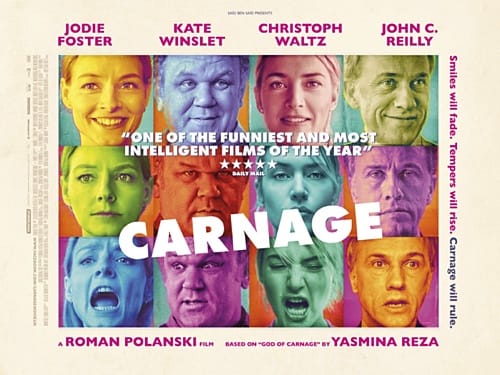 SAÏD BEN SAÏD PRESENTS
JODIE FOSTER
KATE WINSLET
CHRISTOPH WALTZ
JOHN C. REILLY
"ONE OF THE FUNNIEST AND MOST
INTELLIGENT FILMS OF THE YEAR"
★★★★★
DAILY MAIL
CARNAGE
Smiles will fade. Tempers will rise. Carnage will rule.
A ROMAN POLANSKI FILM
BASED ON "GOD OF CARNAGE" BY YASMINA REZA